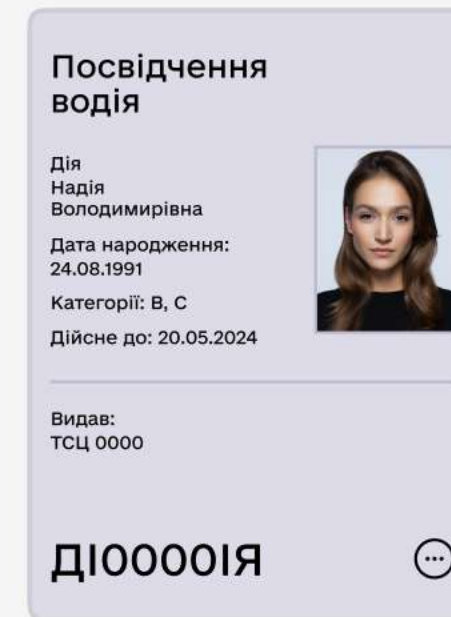 Посвідчення
водія
Дія
Надія
Володимирівна
Дата народження:
24.08.1991
Категорії: В, С
Дійсне до: 20.05.2024
Видав:
ТСЦ 0000
ДІ0000ІЯ